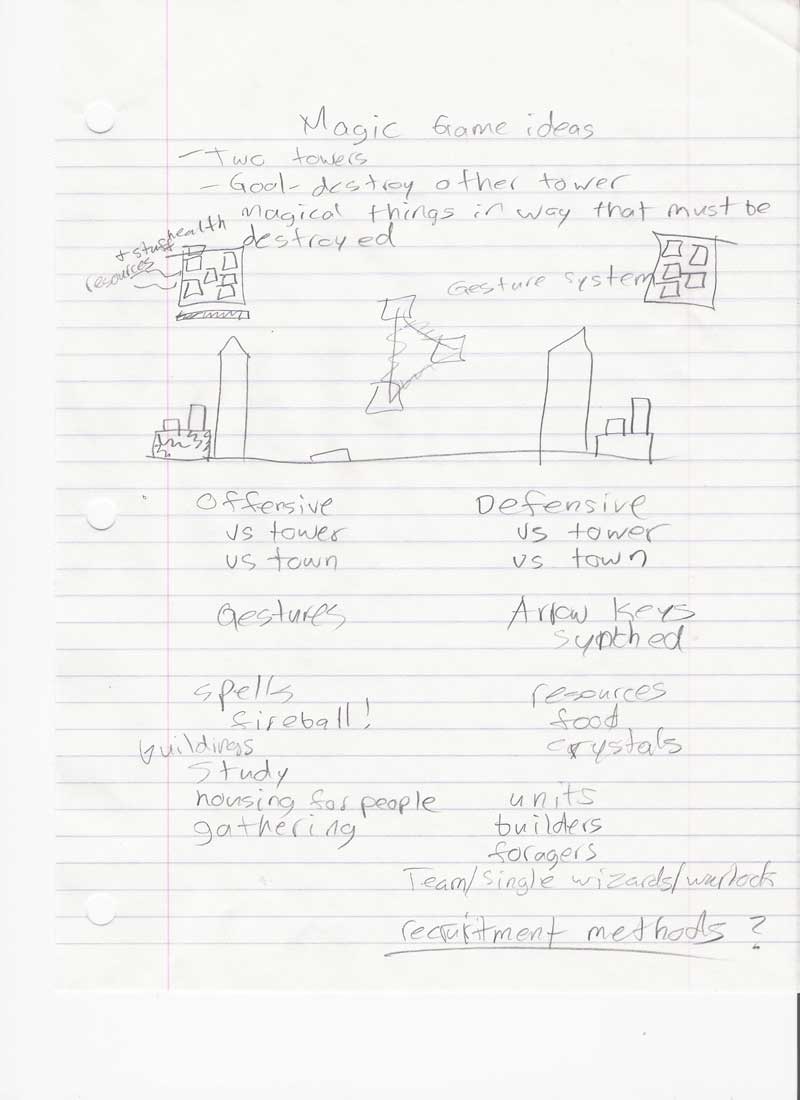 Magic Game ideas
- Two towers
- Goal- destroy other tower
magical things in way that must be
destroyed
health
+ stuff
resources
Gesture system
Offensive
vs tower
vs town
Defensive
vs tower
vs town
Gestures
Arrow keys
synthed
spells
fireball!
buildings
study
housing for people
gathering
resources
food
crystals
units
builders
foragers
Team/single wizards/warlock
recruitment methods ?